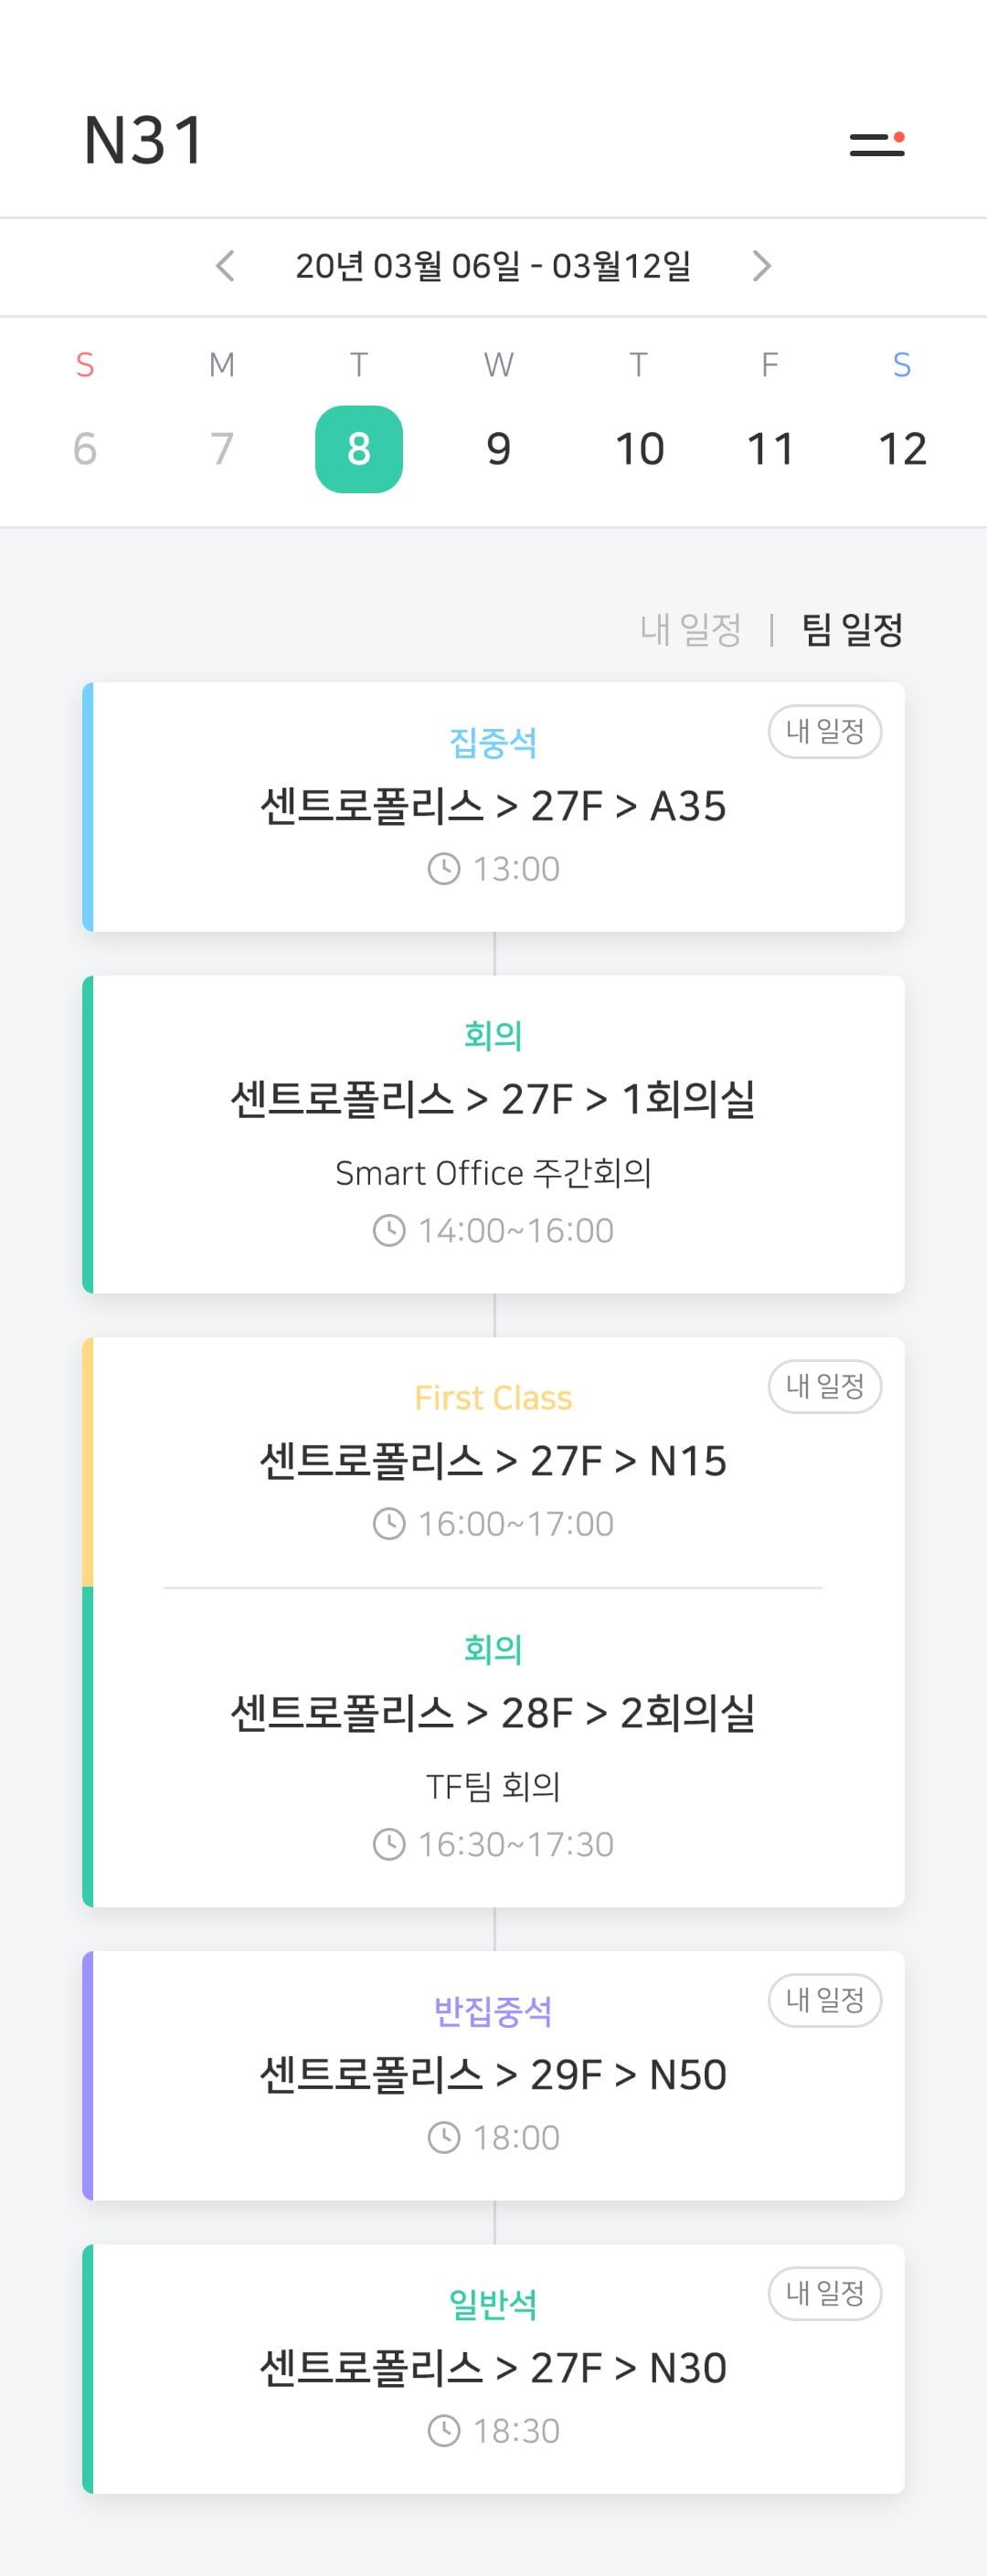 N31
20년 03월 06일 - 03월12일
S M T W T F S
6 7 8 9 10 11 12
내 일정 | 팀 일정
집중석
내 일정
센트로폴리스 > 27F > A35
13:00
회의
센트로폴리스 > 27F > 1회의실
Smart Office 주간회의
14:00~16:00
First Class
내 일정
센트로폴리스 > 27F > N15
16:00~17:00
회의
센트로폴리스 > 28F > 2회의실
TF팀 회의
16:30~17:30
반집중석
내 일정
센트로폴리스 > 29F > N50
18:00
일반석
내 일정
센트로폴리스 > 27F > N30
18:30